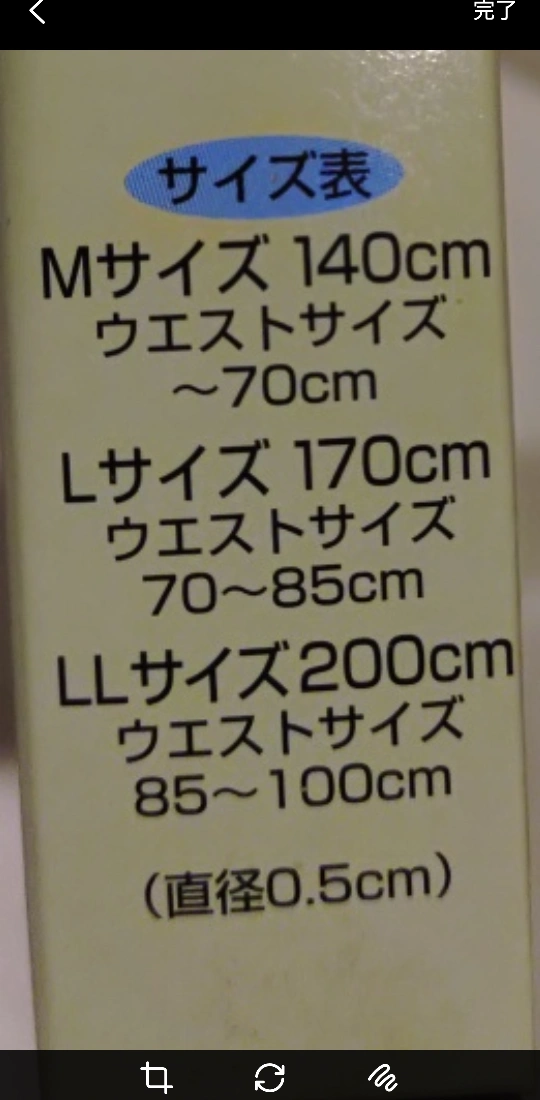 完了
サイズ表
Mサイズ 140cm
ウエストサイズ
～70cm
Lサイズ 170cm
ウエストサイズ
70～85cm
LLサイズ200cm
ウエストサイズ
85～100cm
(直径0.5cm)